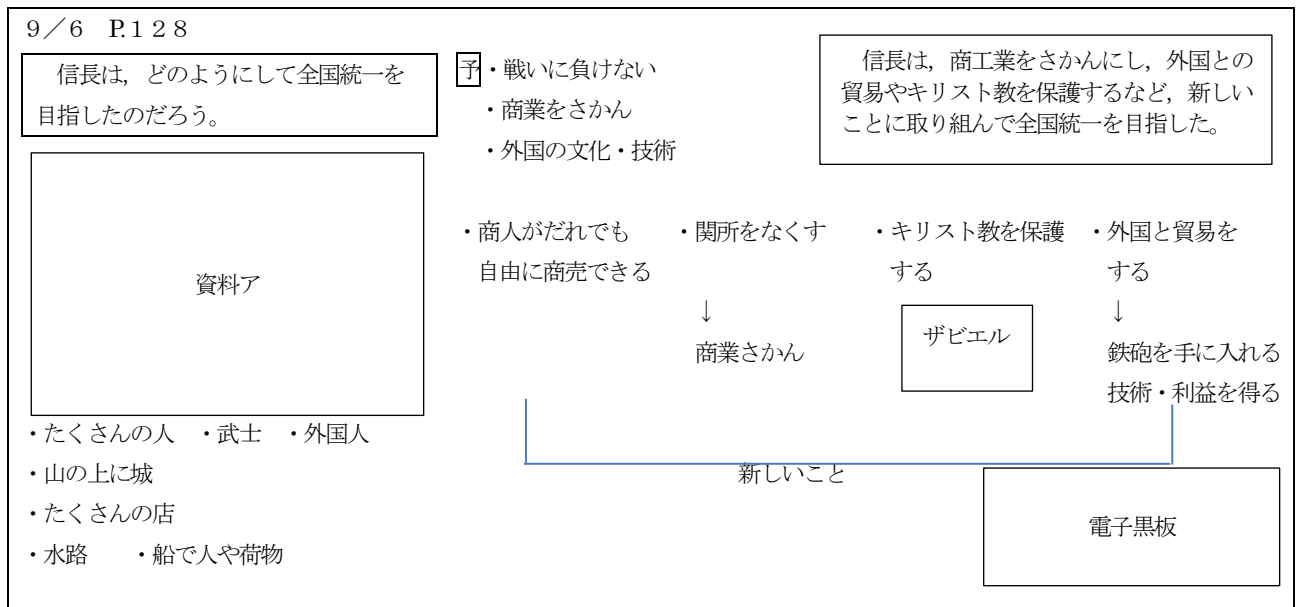 9/6 P.128
信長は，どのようにして全国統一を
目指したのだろう。
資料ア
・たくさんの人 ・武士 ・外国人
・山の上に城
・たくさんの店
・水路 ・船で人や荷物
予・戦いに負けない
・商業をさかん
・外国の文化・技術
・商人がだれでも
自由に商売できる
・関所をなくす
↓
商業さかん
・キリスト教を保護
する
ザビエル
・外国と貿易を
する
↓
鉄砲を手に入れる
技術・利益を得る
新しいこと
信長は，商工業をさかんにし，外国との
貿易やキリスト教を保護するなど，新しい
ことに取り組んで全国統一を目指した。
電子黒板